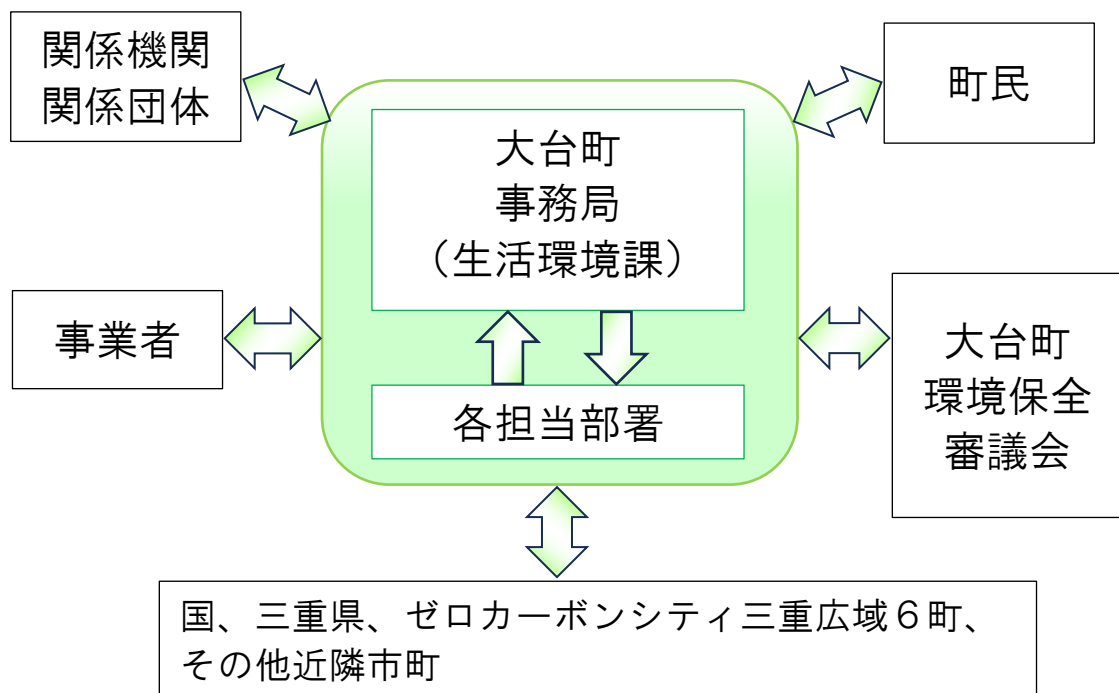 関係機関
関係団体
町民
大台町
事務局
（生活環境課）
事業者
大台町
環境保全
審議会
各担当部署
国、三重県、ゼロカーボンシティ三重広域６町、
その他近隣市町